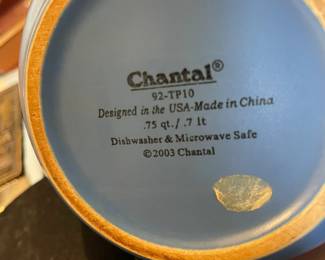 Chantal®
92-TP10
Designed in the USA-Made in China
.75 qt./ .7 lt
Dishwasher & Microwave Safe
©2003 Chantal